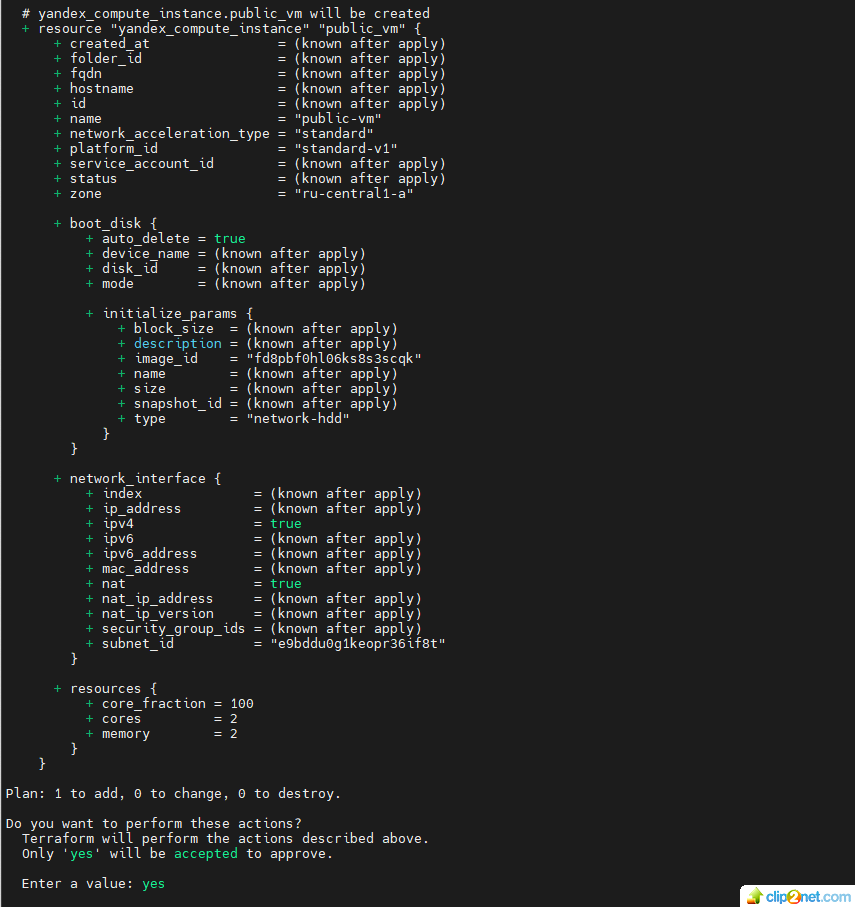 # yandex_compute_instance.public_vm will be created
+ resource "yandex_compute_instance" "public_vm" {
+ created_at = (known after apply)
+ folder_id = (known after apply)
+ fqdn = (known after apply)
+ hostname = (known after apply)
+ id = (known after apply)
+ name = "public-vm"
+ network_acceleration_type = "standard"
+ platform_id = "standard-v1"
+ service_account_id = (known after apply)
+ status = (known after apply)
+ zone = "ru-central1-a"
+ boot_disk {
+ auto_delete = true
+ device_name = (known after apply)
+ disk_id = (known after apply)
+ mode = (known after apply)
+ initialize_params {
+ block_size = (known after apply)
+ description = (known after apply)
+ image_id = "fd8pbf0hl06ks8s3scqk"
+ name = (known after apply)
+ size = (known after apply)
+ snapshot_id = (known after apply)
+ type = "network-hdd"
}
}
+ network_interface {
+ index = (known after apply)
+ ip_address = (known after apply)
+ ipv4 = true
+ ipv6 = (known after apply)
+ ipv6_address = (known after apply)
+ mac_address = (known after apply)
+ nat = true
+ nat_ip_address = (known after apply)
+ nat_ip_version = (known after apply)
+ security_group_ids = (known after apply)
+ subnet_id = "e9bddu0g1keopr36if8t"
}
+ resources {
+ core_fraction = 100
+ cores = 2
+ memory = 2
}
}
Plan: 1 to add, 0 to change, 0 to destroy.
Do you want to perform these actions?
Terraform will perform the actions described above.
Only 'yes' will be accepted to approve.
Enter a value: yes
clip2net.com